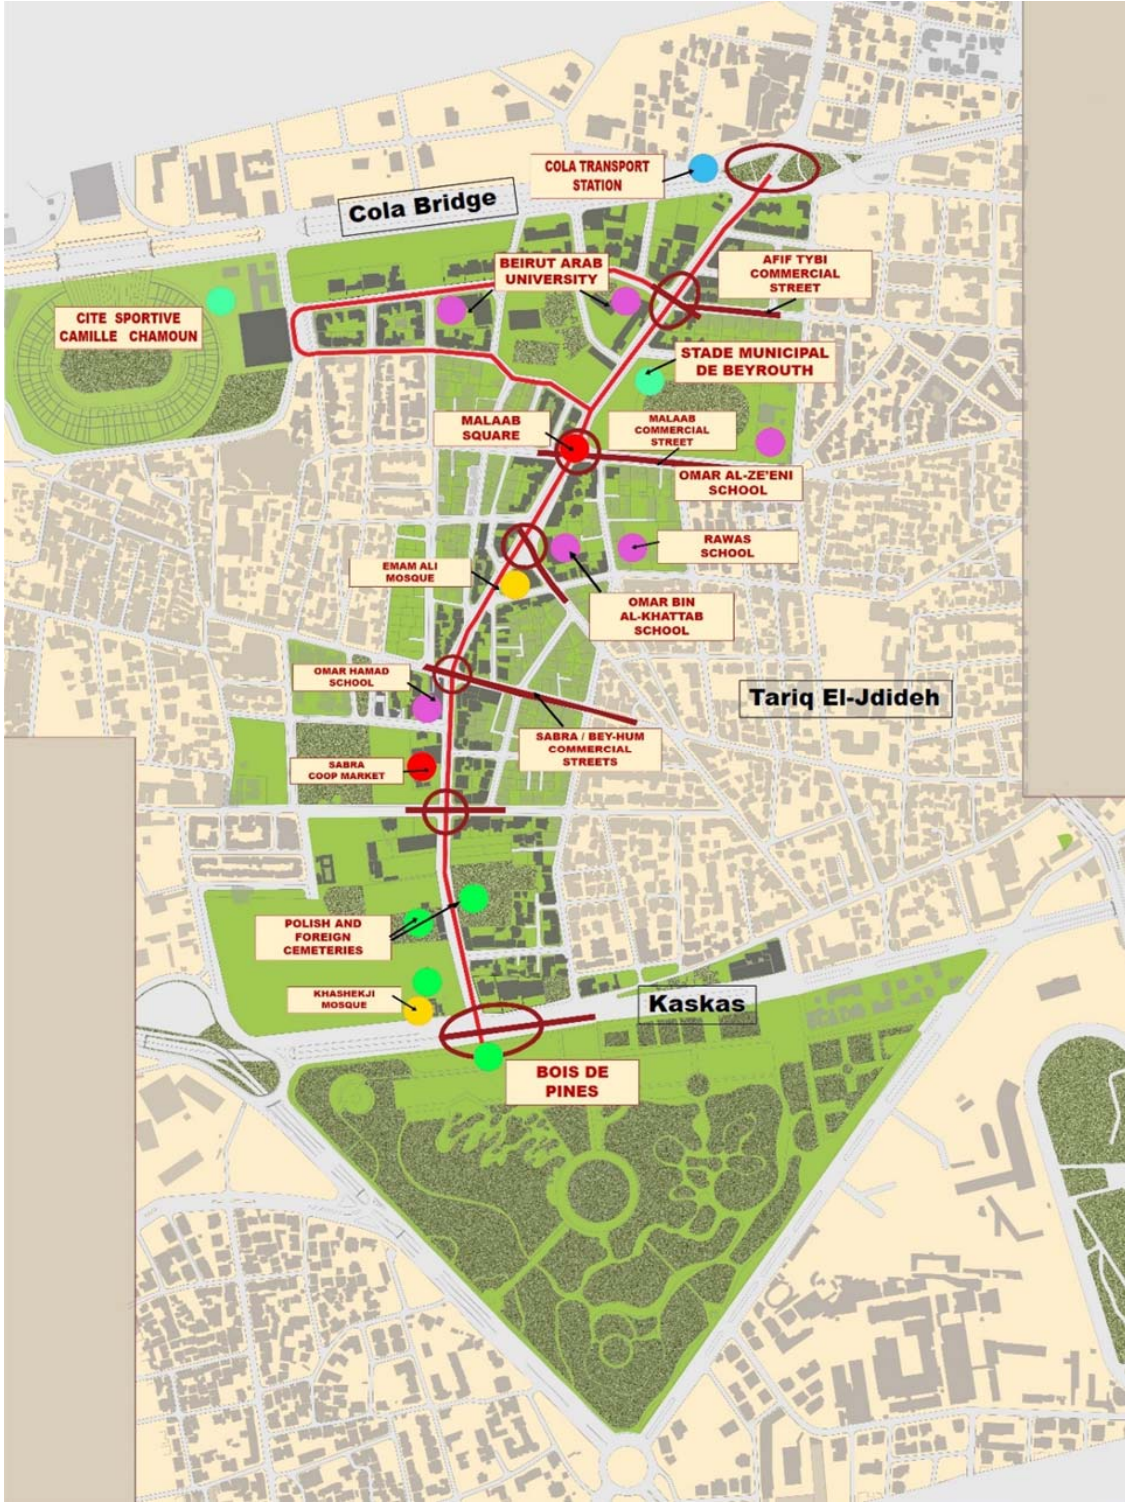 COLA TRANSPORT
STATION
Cola Bridge
BEIRUT ARAB
UNIVERSITY
AFIF TYBI
COMMERCIAL
STREET
CITE SPORTIVE
CAMILLE CHAMOUN
STADE MUNICIPAL
DE BEYROUTH
MALAAB
SQUARE
MALAAB
COMMERCIAL
STREET
OMAR AL-ZE'ENI
SCHOOL
RAWAS
SCHOOL
EMAM ALI
MOSQUE
OMAR BIN
AL-KHATTAB
SCHOOL
OMAR HAMAD
SCHOOL
Tariq El-Jdideh
SABRA / BEY-HUM
COMMERCIAL
STREETS
SABRA
COOP MARKET
POLISH AND
FOREIGN
CEMETERIES
KHASHEKJI
MOSQUE
Kaskas
BOIS DE
PINES